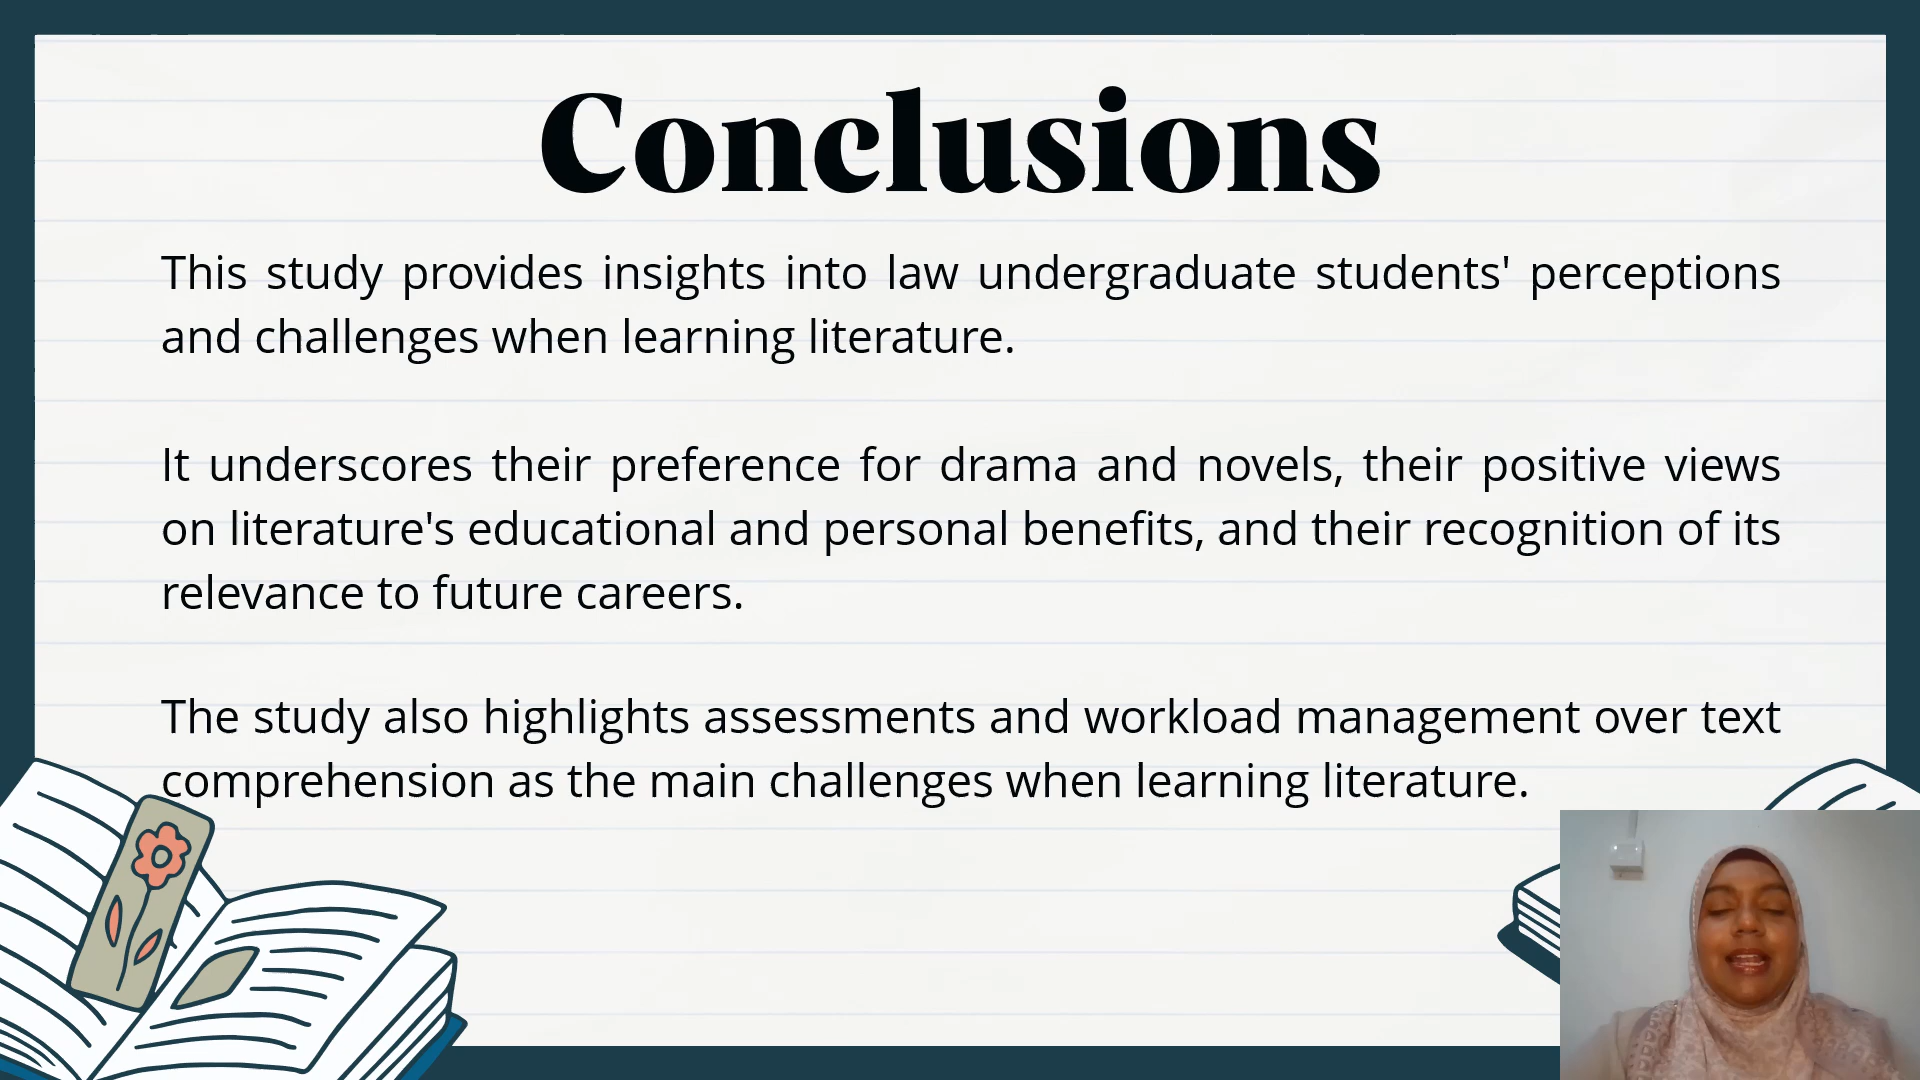 Conclusions
This study provides insights into law undergraduate students' perceptions
and challenges when learning literature.
It underscores their preference for drama and novels, their positive views
on literature's educational and personal benefits, and their recognition of its
relevance to future careers.
The study also highlights assessments and workload management over text
comprehension as the main challenges when learning literature.